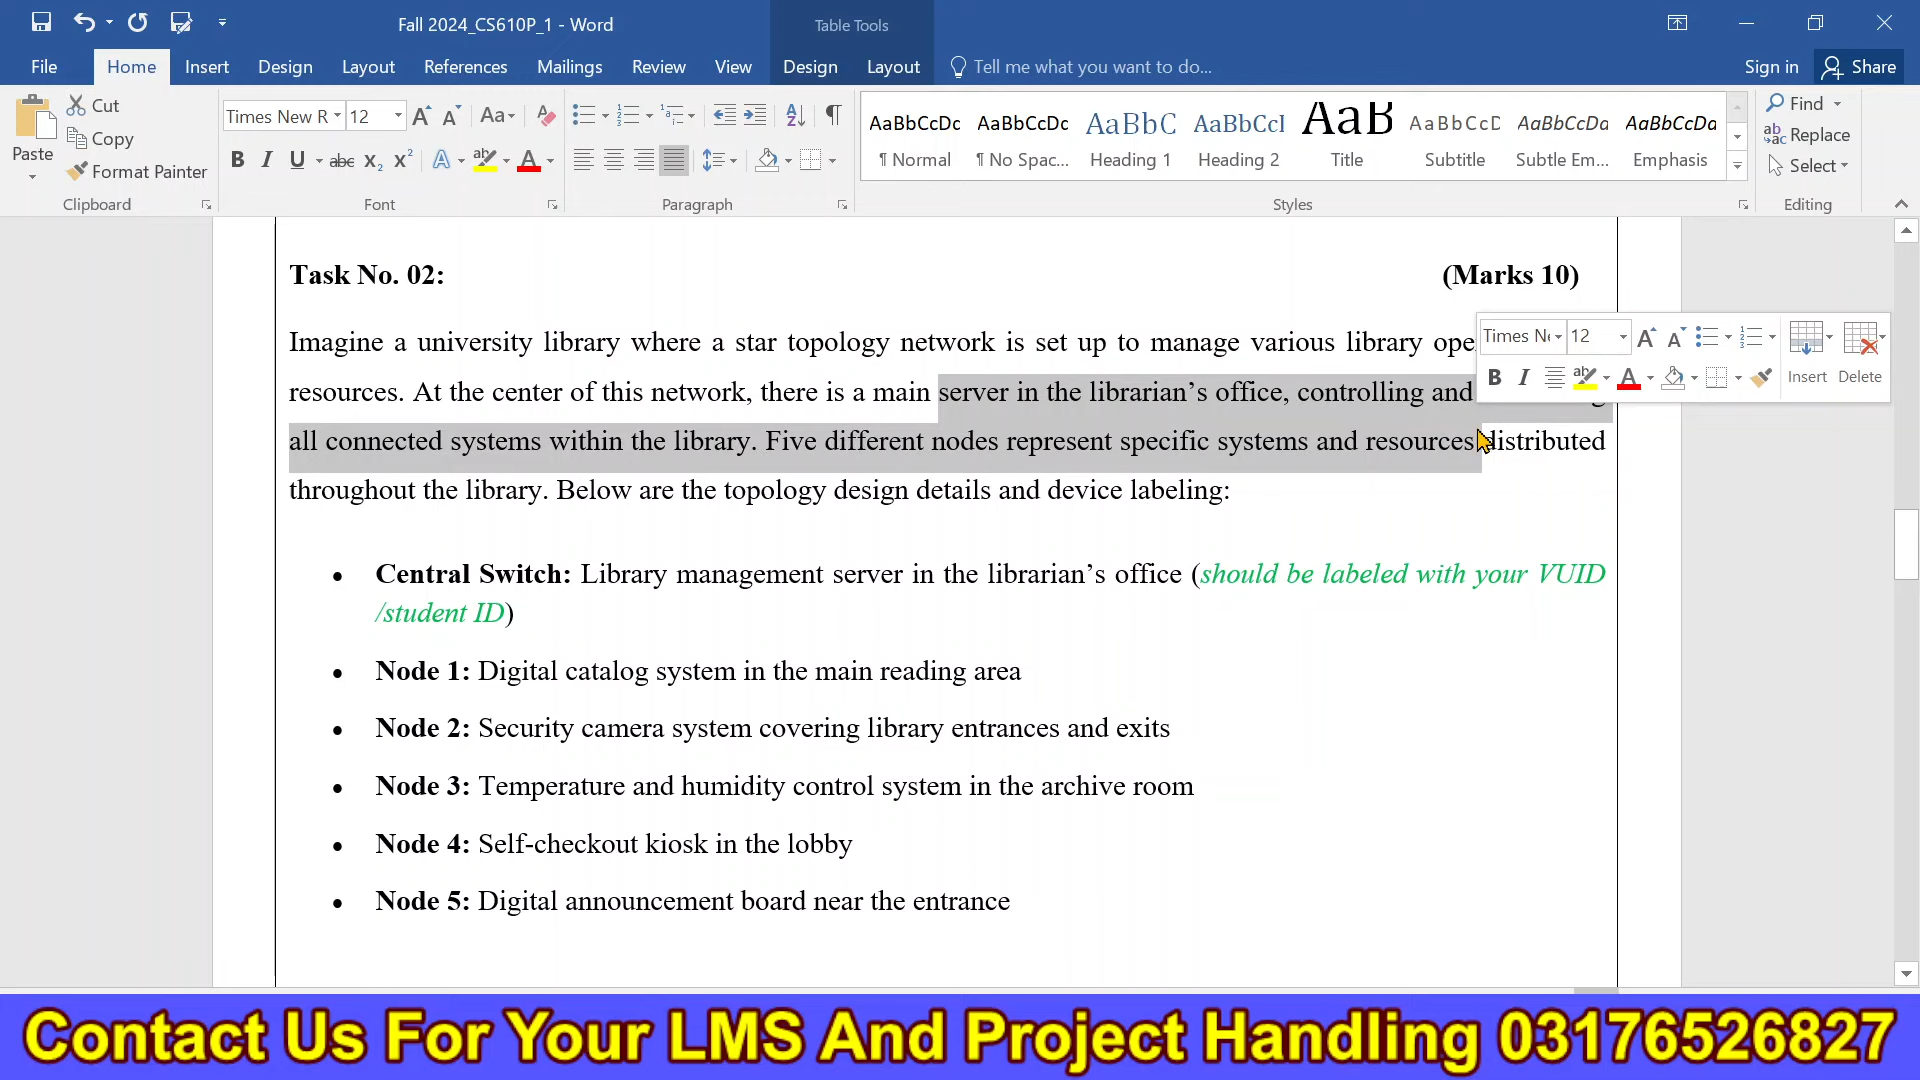 Fall 2024_CS610P_1 - Word
Table Tools
File Home Insert Design Layout References Mailings Review View Design Layout Tell me what you want to do... Sign in Share
Paste Cut
Copy
Format Painter
Times New R 12
AaBbCcDc AaBbCcDc AaBbC AaBbCcI AaB AaBbCcD AaBbCcDa AaBbCcDa
¶ Normal ¶ No Spac... Heading 1 Heading 2 Title Subtitle Subtle Em... Emphasis
Find
Replace
Select
Clipboard Font Paragraph Styles Editing
Task No. 02: (Marks 10)
Imagine a university library where a star topology network is set up to manage various library
resources. At the center of this network, there is a main server in the librarian's office, controlling and
all connected systems within the library. Five different nodes represent specific systems and resources distributed
throughout the library. Below are the topology design details and device labeling:
Times Ne 12
Insert Delete
• Central Switch: Library management server in the librarian's office (should be labeled with your VUID
/student ID)
• Node 1: Digital catalog system in the main reading area
• Node 2: Security camera system covering library entrances and exits
• Node 3: Temperature and humidity control system in the archive room
• Node 4: Self-checkout kiosk in the lobby
• Node 5: Digital announcement board near the entrance
Contact Us For Your LMS And Project Handling 03176526827